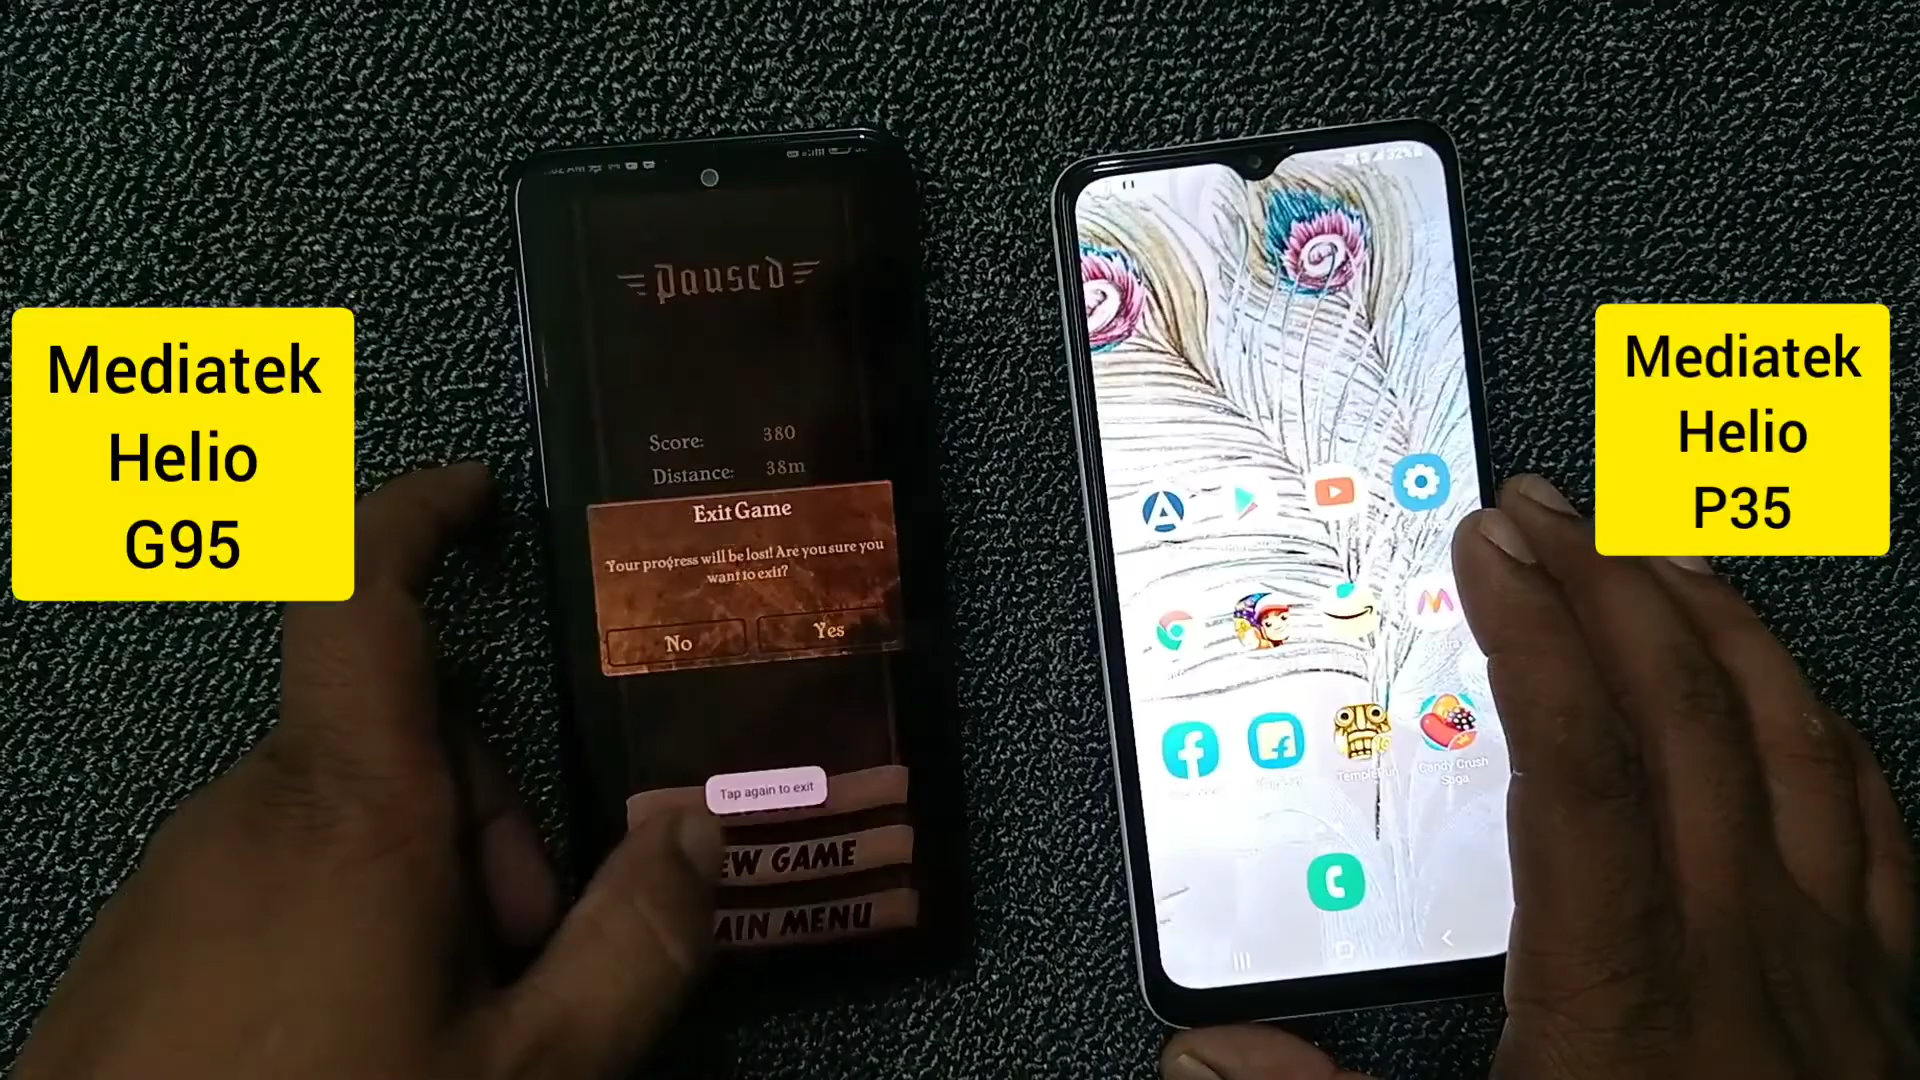 Mediatek
Helio
G95
Paused
Score: 380
Distance: 38m
Exit Game
Your progress will be lost! Are you sure you
want to exit?
No
Yes
Tap again to exit
EW GAME
AIN MENU
32%
TempleRun
Candy Crush
Saga
Mediatek
Helio
P35